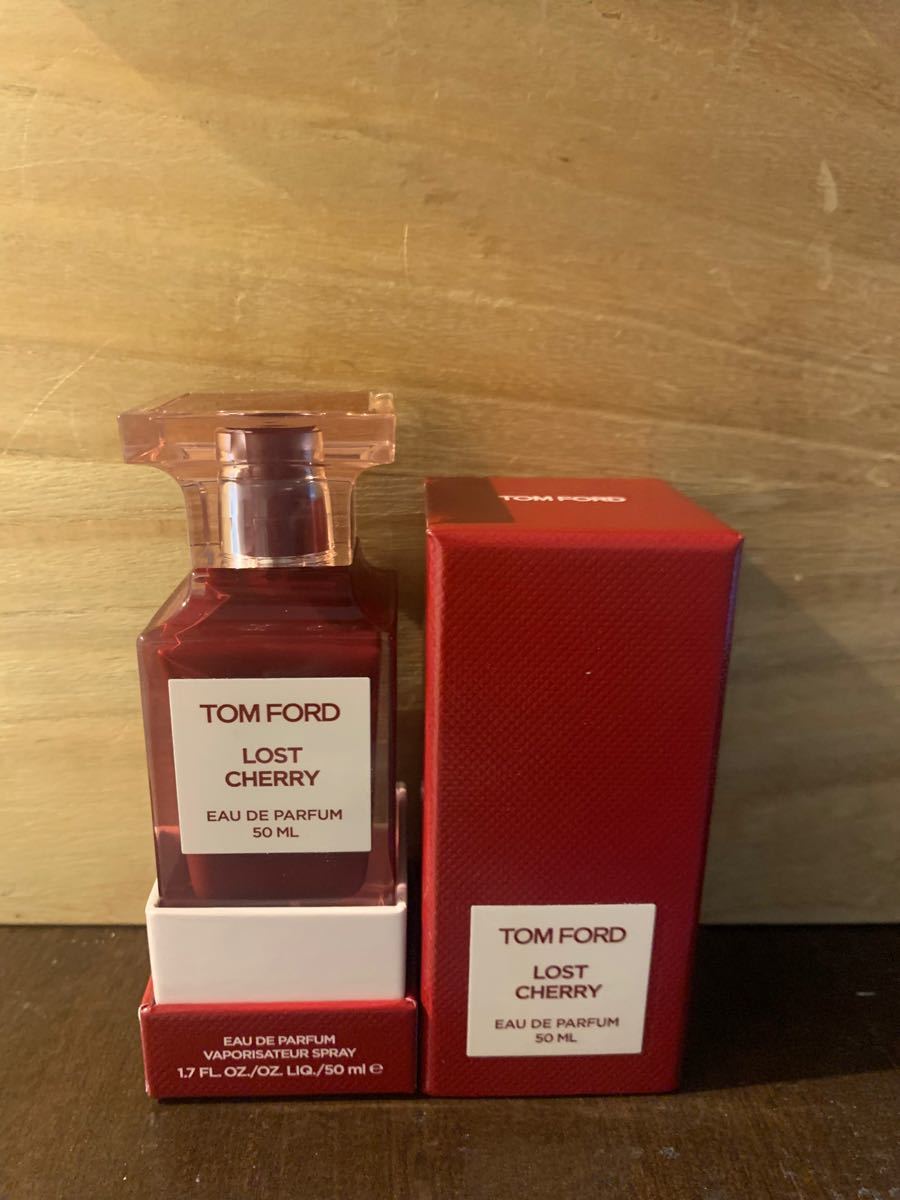 TOM FORD
LOST
CHERRY
EAU DE PARFUM
50 ML
EAU DE PARFUM
VAPORISATEUR SPRAY
1.7 FL. OZ./OZ. LIQ./50 ml ℮
TOM FORD
TOM FORD
LOST
CHERRY
EAU DE PARFUM
50 ML